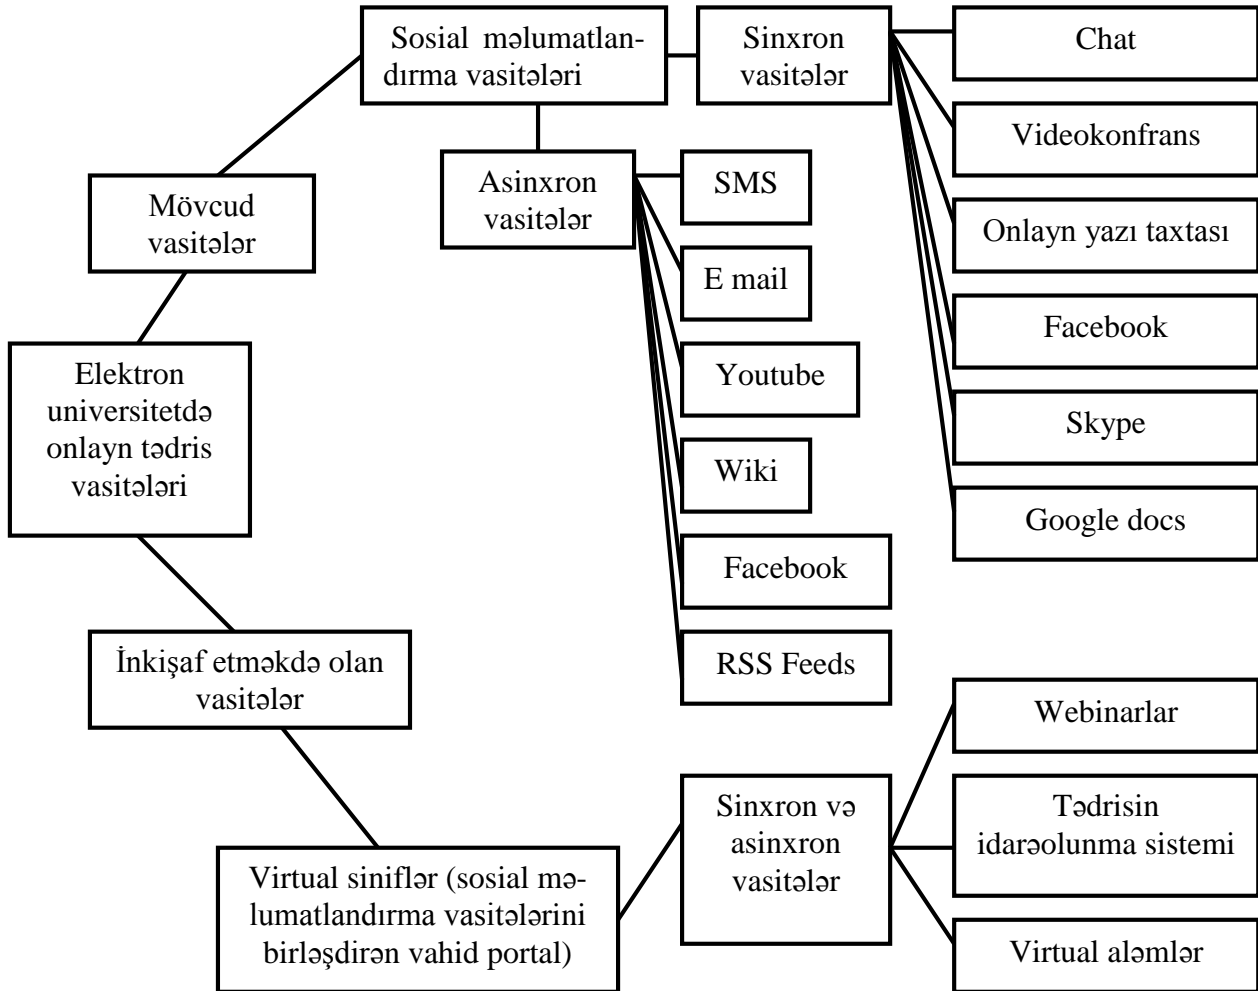 Sosial məlumatlan-
dırma vasitələri
Sinxron
vasitələr
Chat
Videokonfrans
Onlayn yazı taxtası
Facebook
Skype
Google docs
Asinxron
vasitələr
SMS
E mail
Youtube
Wiki
Facebook
RSS Feeds
Mövcud
vasitələr
Elektron
universitetdə
onlayn tədris
vasitələri
İnkişaf etməkdə olan
vasitələr
Virtual siniflər (sosial mə-
lumatlandırma vasitələrini
birləşdirən vahid portal)
Sinxron və
asinxron
vasitələr
Webinarlar
Tədrisin
idarəolunma sistemi
Virtual aləmlər